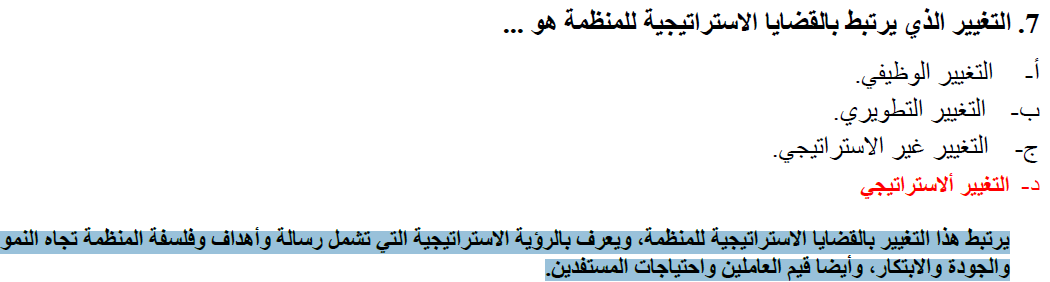 7. التغيير الذي يرتبط بالقضايا الاستراتيجية للمنظمة هو ...
أ- التغيير الوظيفي.
ب- التغيير التطويري.
ج- التغيير غير الاستراتيجي.
د- التغيير ألاستراتيجي
يرتبط هذا التغيير بالقضايا الاستراتيجية للمنظمة، ويعرف بالرؤية الاستراتيجية التي تشمل رسالة وأهداف وفلسفة المنظمة تجاه النمو
والجودة والابتكار، وأيضا قيم العاملين واحتياجات المستفدين.